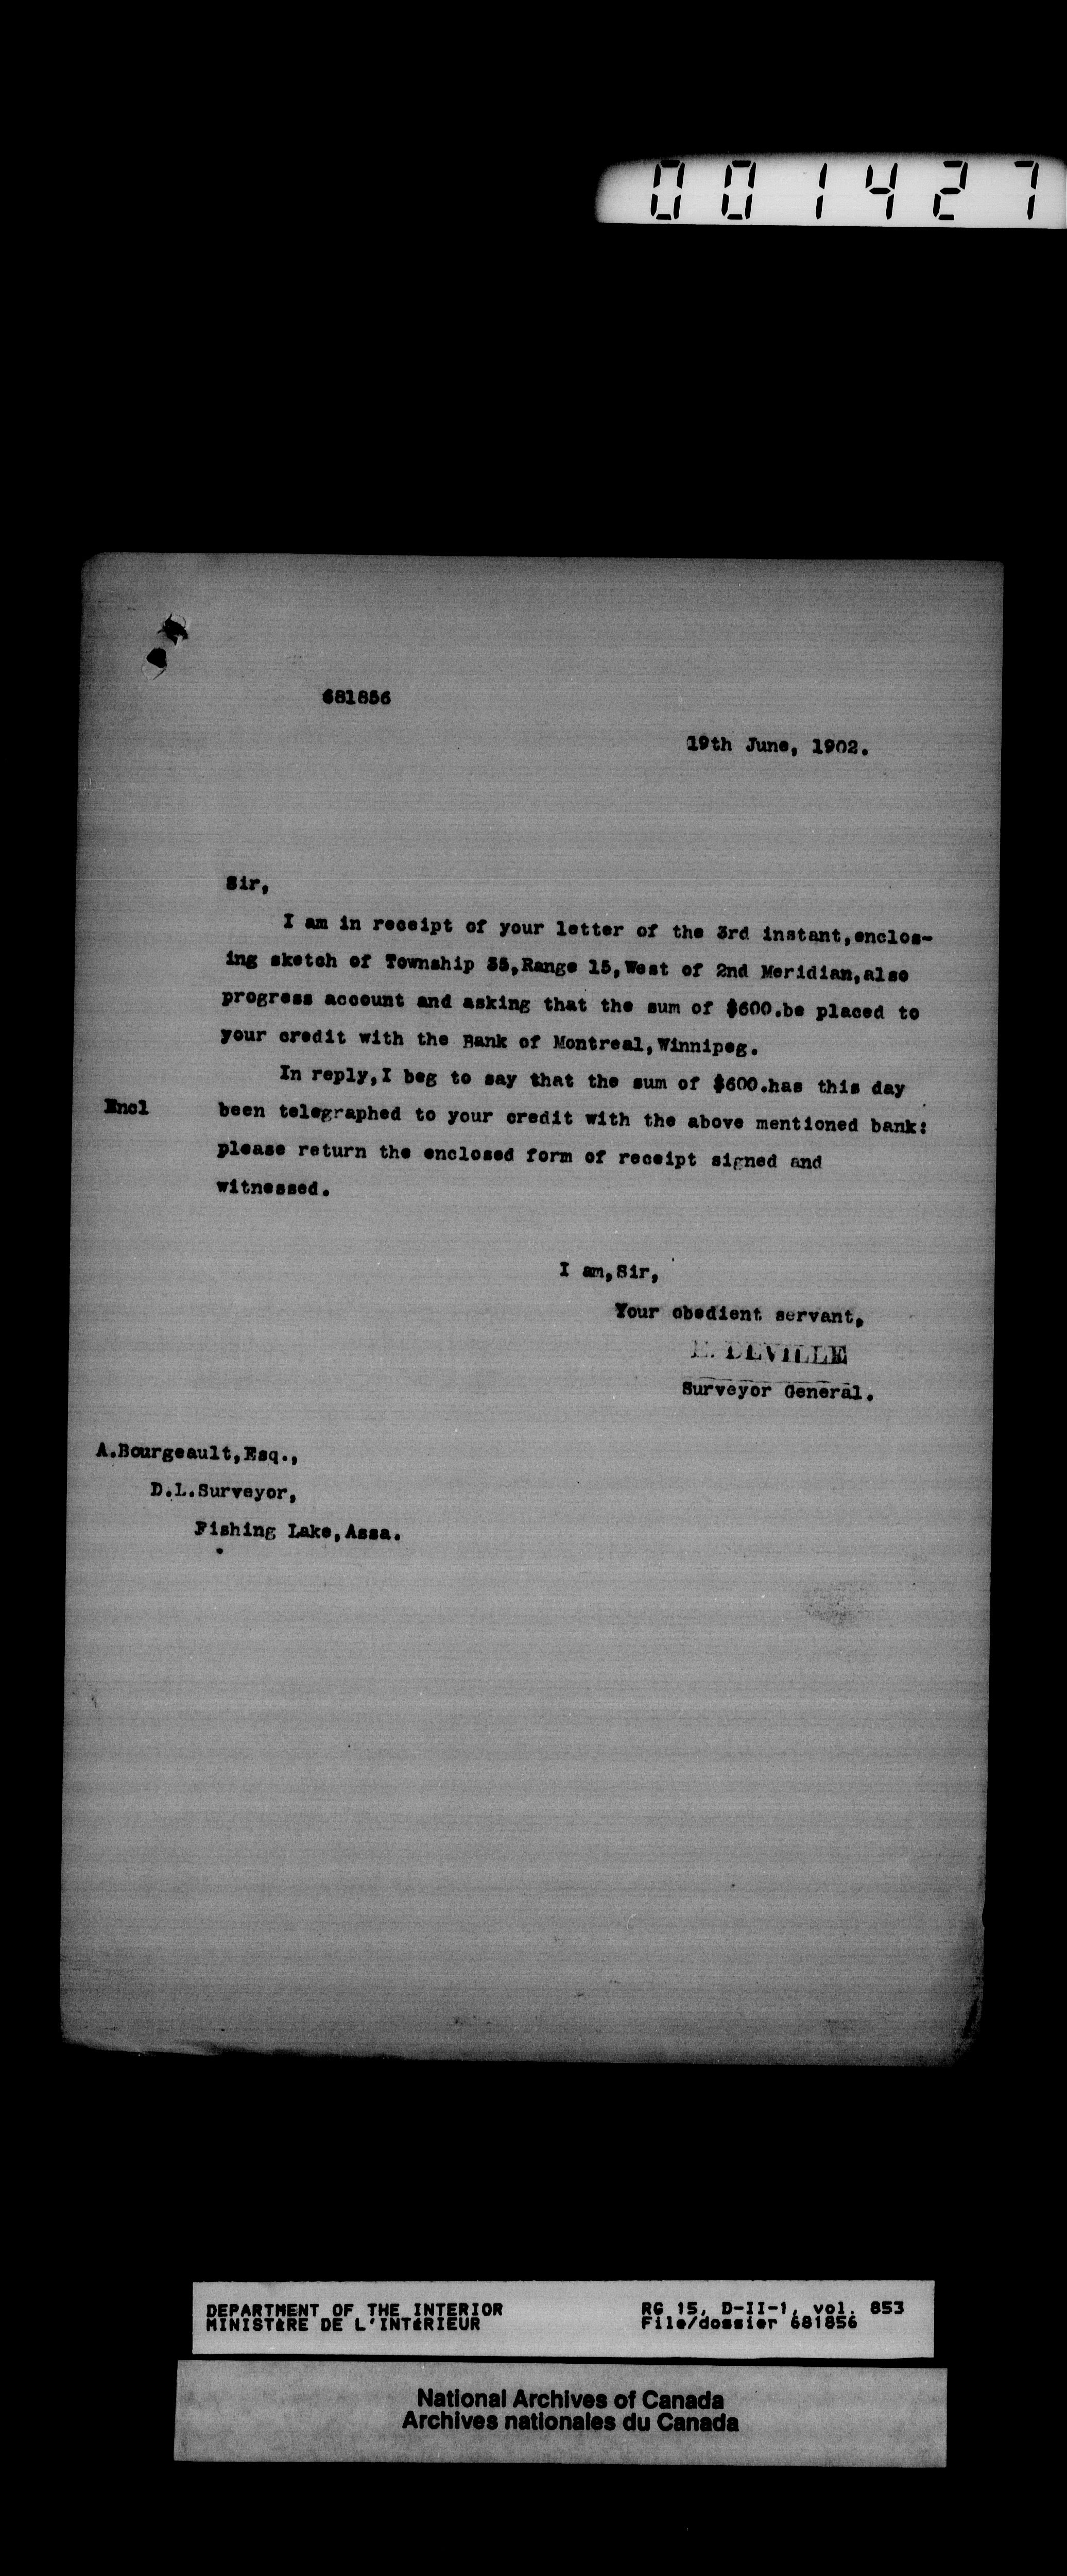 001427
681856
19th June, 1902.
Sir,
I am in receipt of your letter of the 3rd instant,enclos-
ing sketch of Township 35,Range 15,West of 2nd Meridian,also
progress account and asking that the sum of $600.be placed to
your credit with the Bank of Montreal,Winnipeg.
In reply,I beg to say that the sum of $600.has this day
Encl been telegraphed to your credit with the above mentioned bank:
please return the enclosed form of receipt signed and
witnessed.
I am,Sir,
Your obedient servant,
E. DEVILLE
Surveyor General.
A.Bourgeault,Esq.,
D.L.Surveyor,
Fishing Lake,Assa.
DEPARTMENT OF THE INTERIOR RG 15, D-II-1, vol. 853
MINISTÈRE DE L'INTÉRIEUR File/dossier 681856
National Archives of Canada
Archives nationales du Canada